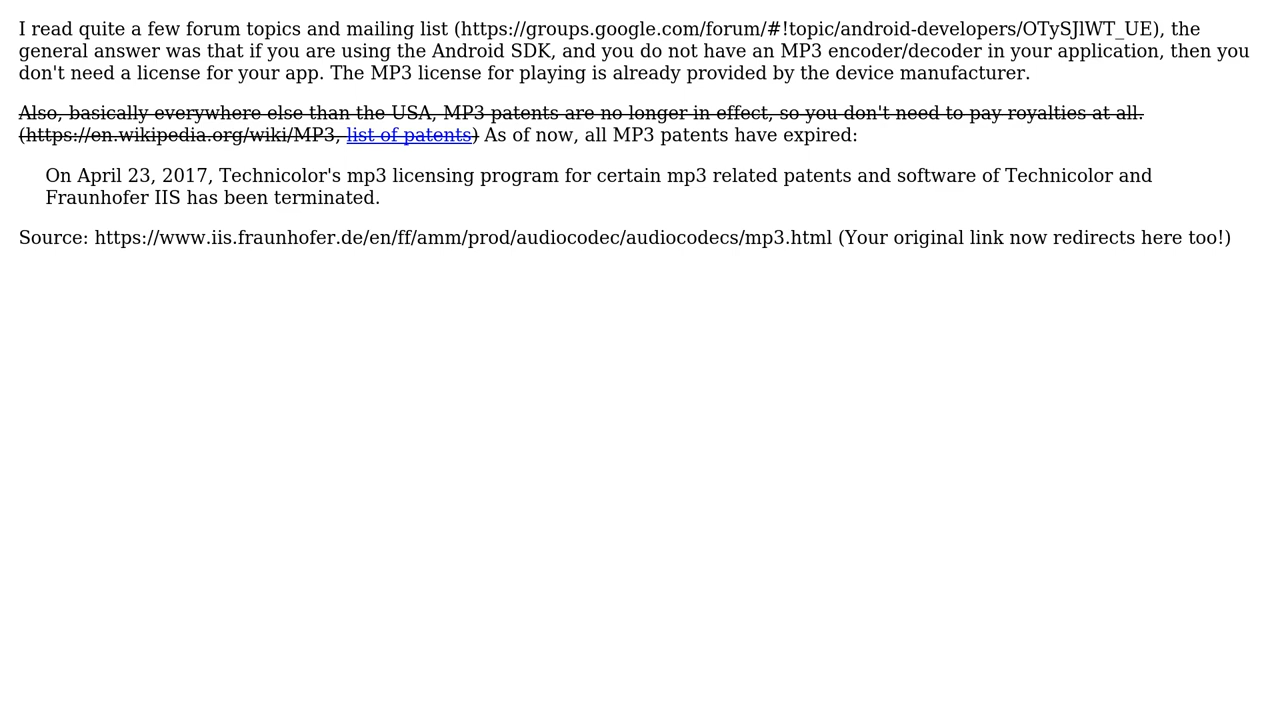 I read quite a few forum topics and mailing list (https://groups.google.com/forum/#!topic/android-developers/OTySJlWT_UE), the
general answer was that if you are using the Android SDK, and you do not have an MP3 encoder/decoder in your application, then you
don't need a license for your app. The MP3 license for playing is already provided by the device manufacturer.
Also, basically everywhere else than the USA, MP3 patents are no longer in effect, so you don't need to pay royalties at all.
(https://en.wikipedia.org/wiki/MP3, list of patents) As of now, all MP3 patents have expired:
On April 23, 2017, Technicolor's mp3 licensing program for certain mp3 related patents and software of Technicolor and
Fraunhofer IIS has been terminated.
Source: https://www.iis.fraunhofer.de/en/ff/amm/prod/audiocodec/audiocodecs/mp3.html (Your original link now redirects here too!)